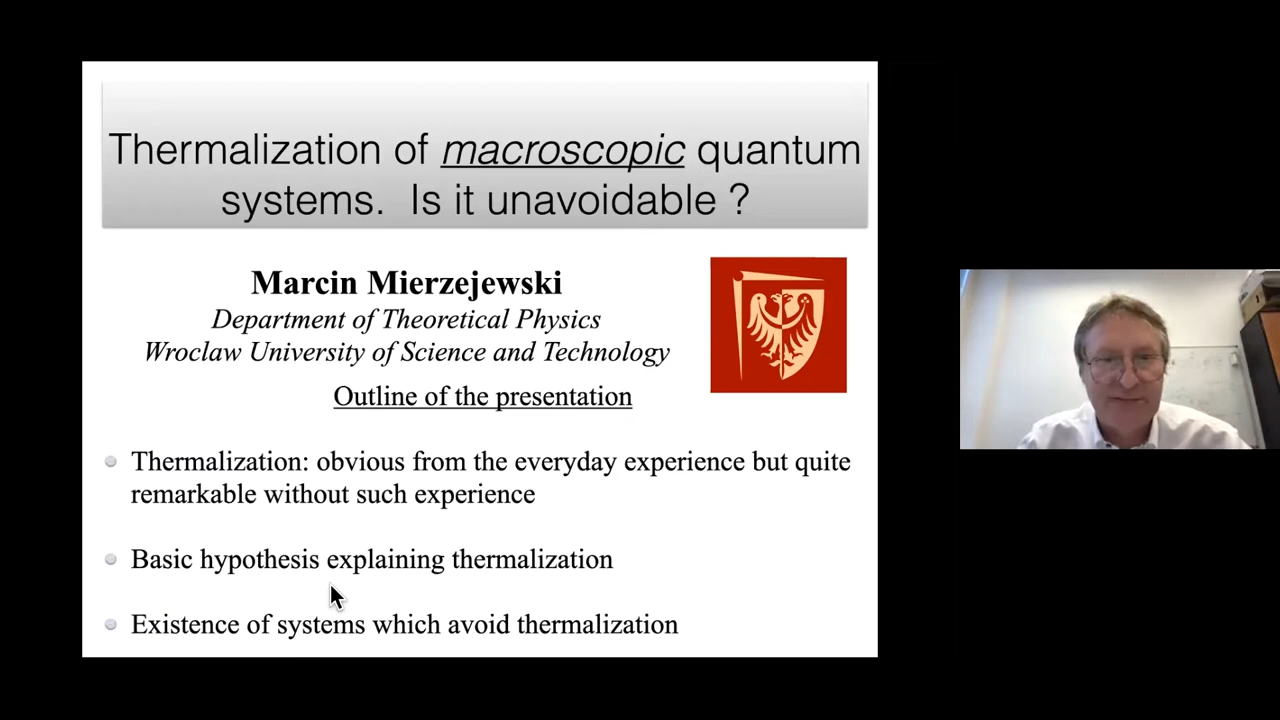 Thermalization of macroscopic quantum
systems. Is it unavoidable ?
Marcin Mierzejewski
Department of Theoretical Physics
Wroclaw University of Science and Technology
Outline of the presentation
Thermalization: obvious from the everyday experience but quite
remarkable without such experience
Basic hypothesis explaining thermalization
Existence of systems which avoid thermalization